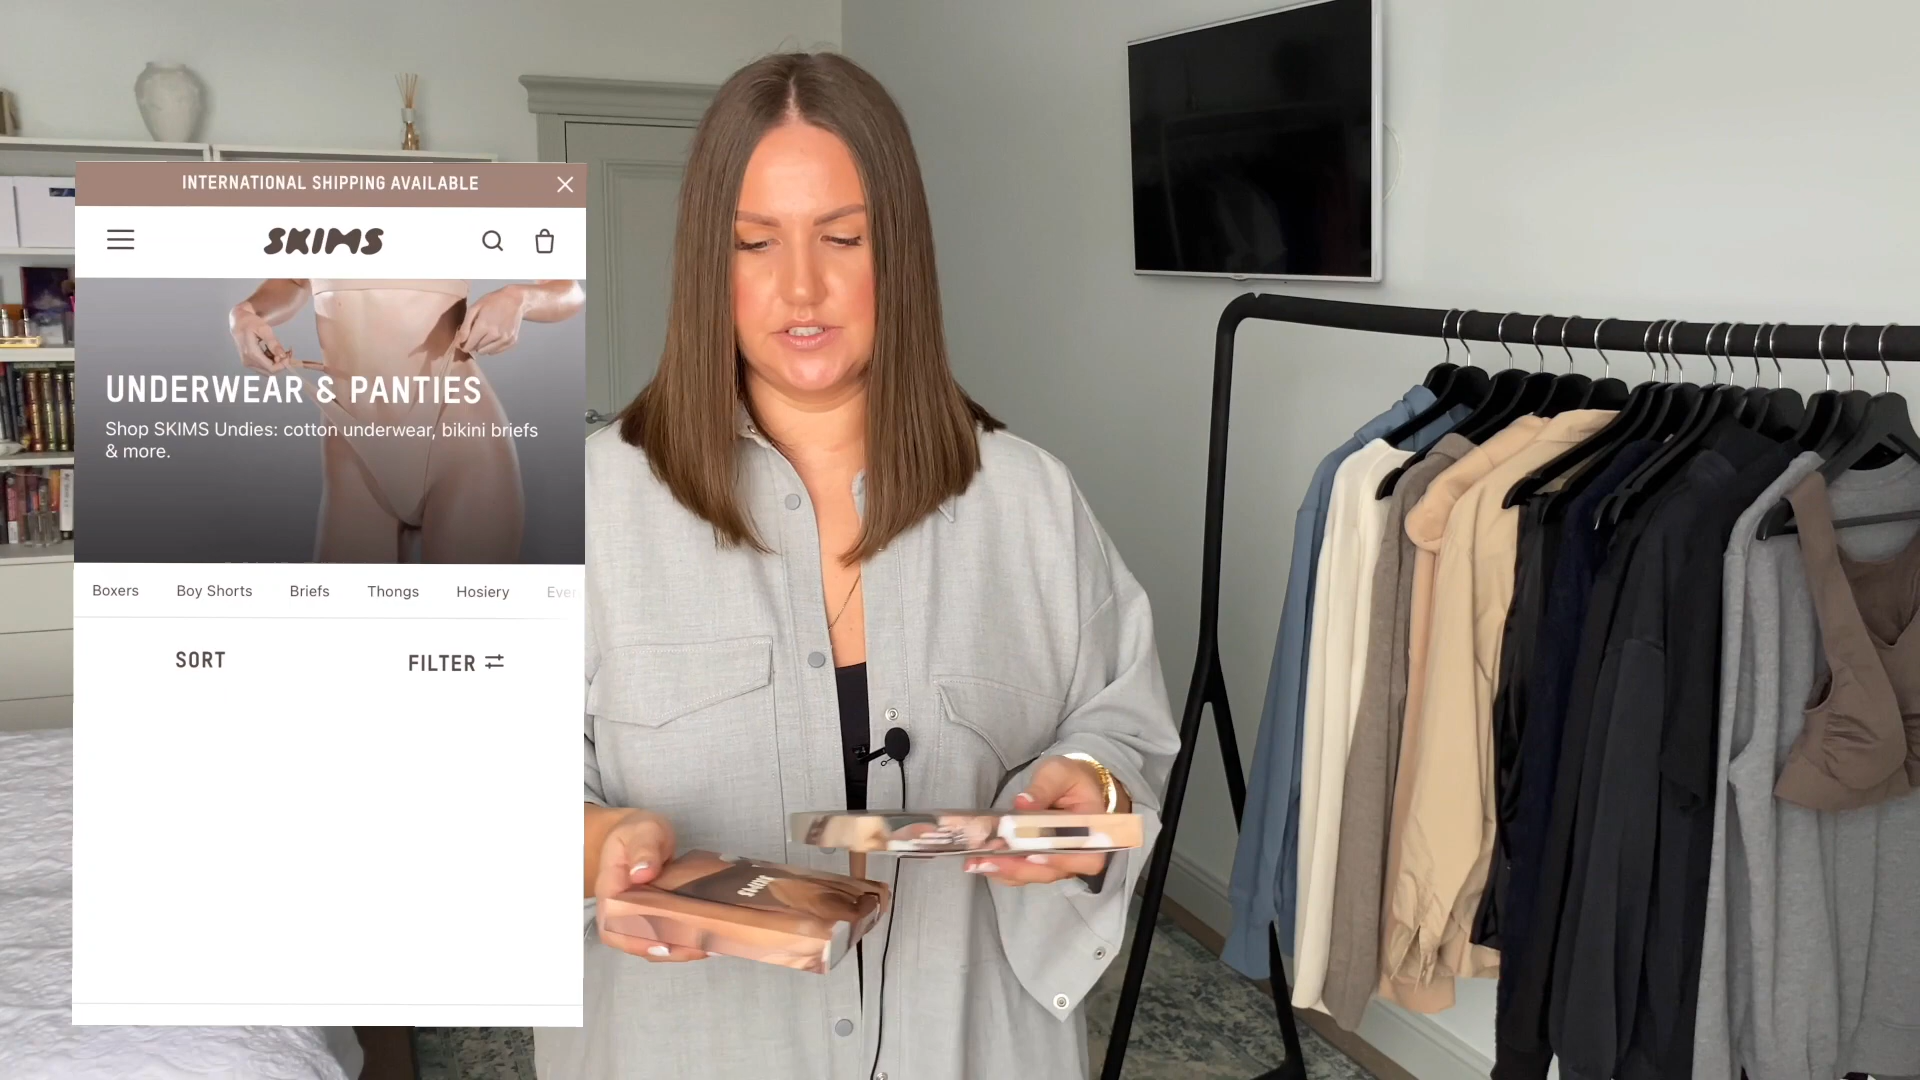 INTERNATIONAL SHIPPING AVAILABLE
SKIMS
UNDERWEAR & PANTIES
Shop SKIMS Undies: cotton underwear, bikini briefs
& more.
Boxers Boy Shorts Briefs Thongs Hosiery
SORT FILTER
SKIMS